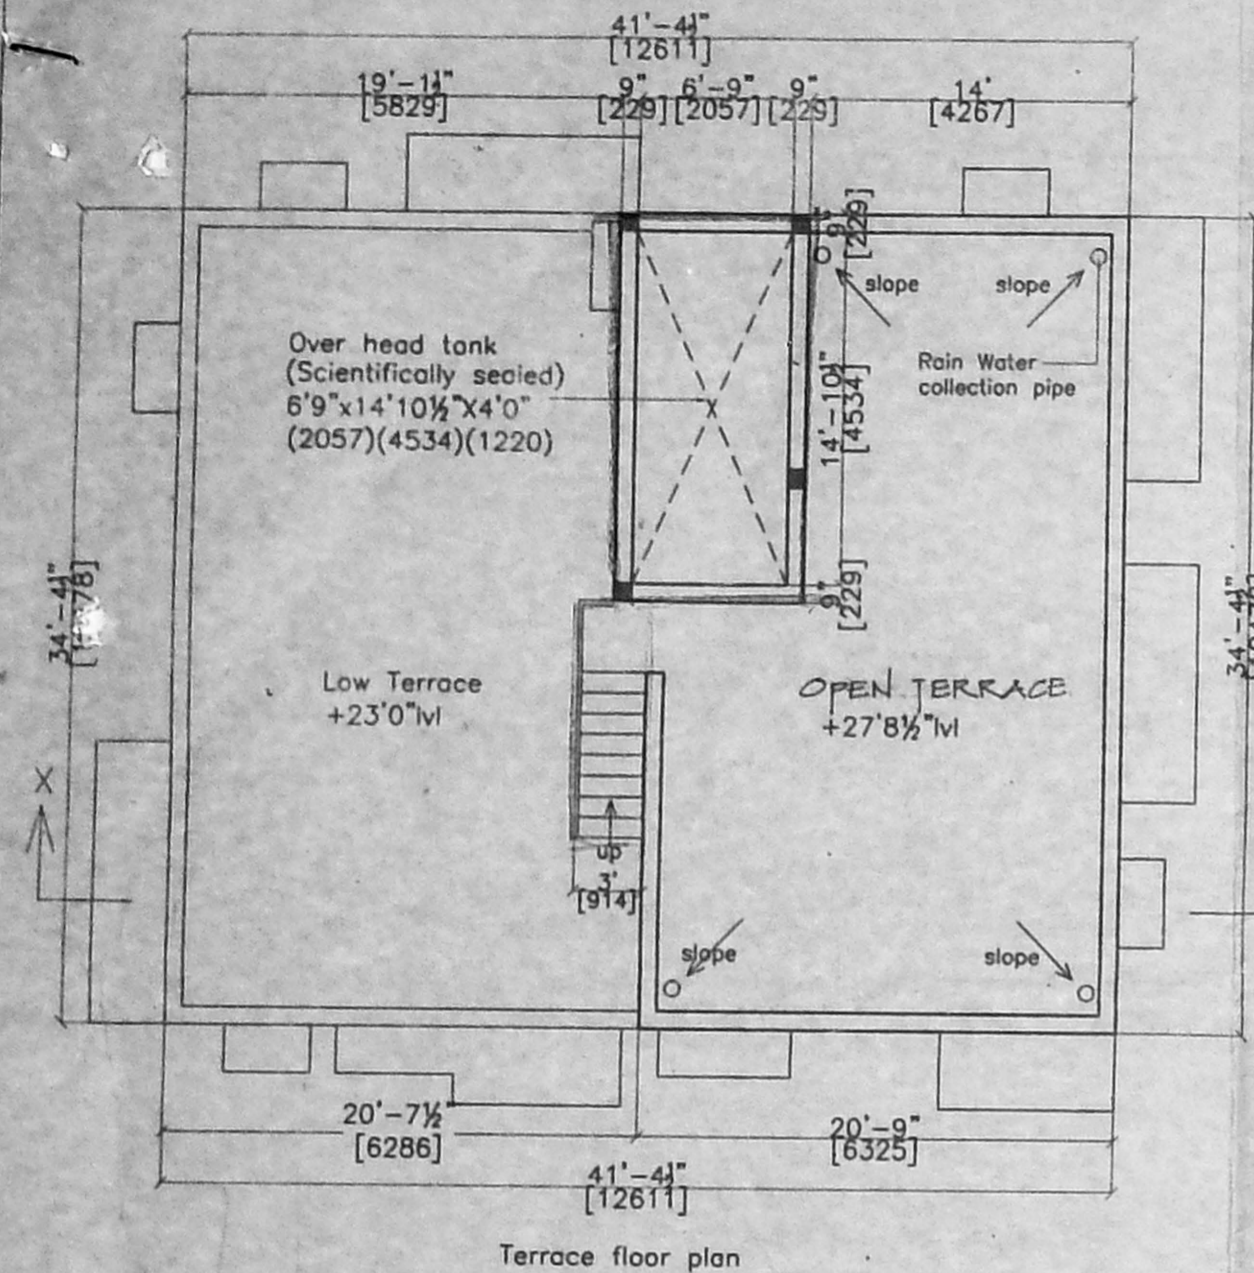 41'-4½"
[12611]
19'-1½" 9" 6'-9" 9" 14'
[5829] [229] [2057] [229] [4267]
9"
[229]
slope slope
Over head tank
(Scientifically sealed)
6'9"x14'10½"X4'0"
(2057)(4534)(1220)
Rain Water
collection pipe
X
14'-10½"
[4534]
9"
[229]
34'-4½"
34'-4½"
Low Terrace
+23'0"lvl
OPEN TERRACE
+27'8½"lvl
X
up
3'
[914]
slope slope
20'-7½" 20'-9"
[6286] [6325]
41'-4½"
[12611]
Terrace floor plan